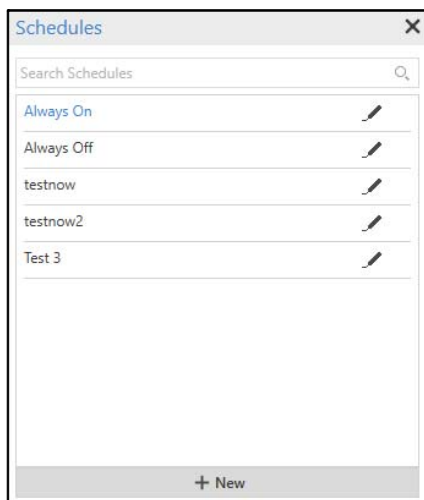 Schedules
Search Schedules
Always On
Always Off
testnow
testnow2
Test 3
+ New